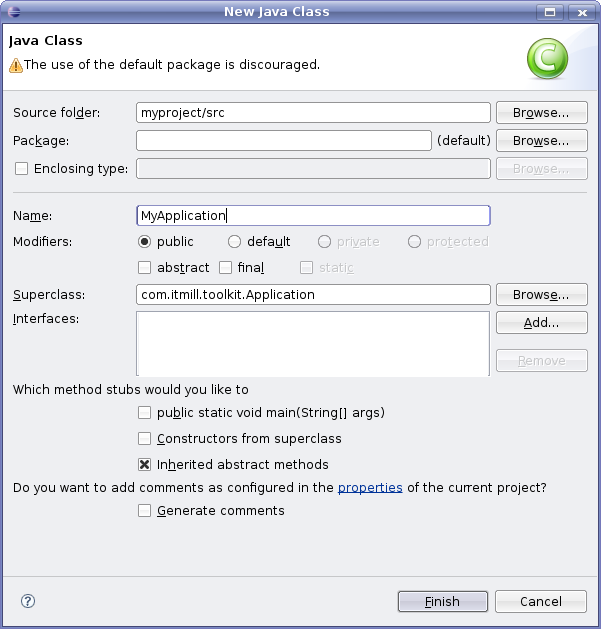 New Java Class
Java Class
The use of the default package is discouraged.
Source folder: myproject/src Browse...
Package: (default) Browse...
Enclosing type: Browse...
Name: MyApplication
Modifiers: public default private protected
abstract final static
Superclass: com.itmill.toolkit.Application Browse...
Interfaces: Add...
Remove
Which method stubs would you like to
public static void main(String[] args)
Constructors from superclass
Inherited abstract methods
Do you want to add comments as configured in the properties of the current project?
Generate comments
? Finish Cancel